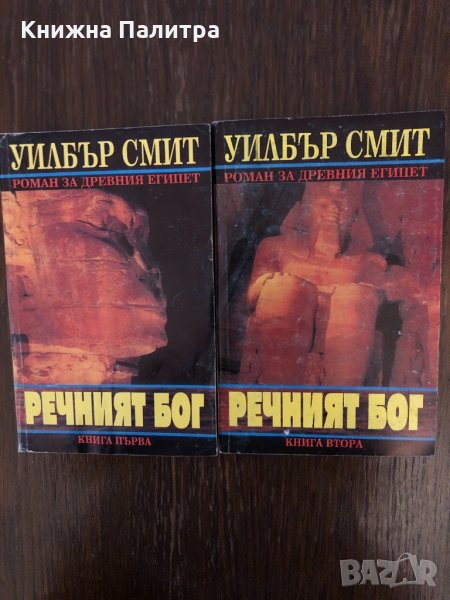 Книжна Палитра
УИЛБЪР СМИТ
РОМАН ЗА ДРЕВНИЯ ЕГИПЕТ
РЕЧНИЯТ БОГ
КНИГА ПЪРВА
УИЛБЪР СМИТ
РОМАН ЗА ДРЕВНИЯ ЕГИПЕТ
РЕЧНИЯТ БОГ
КНИГА ВТОРА
BAZAR